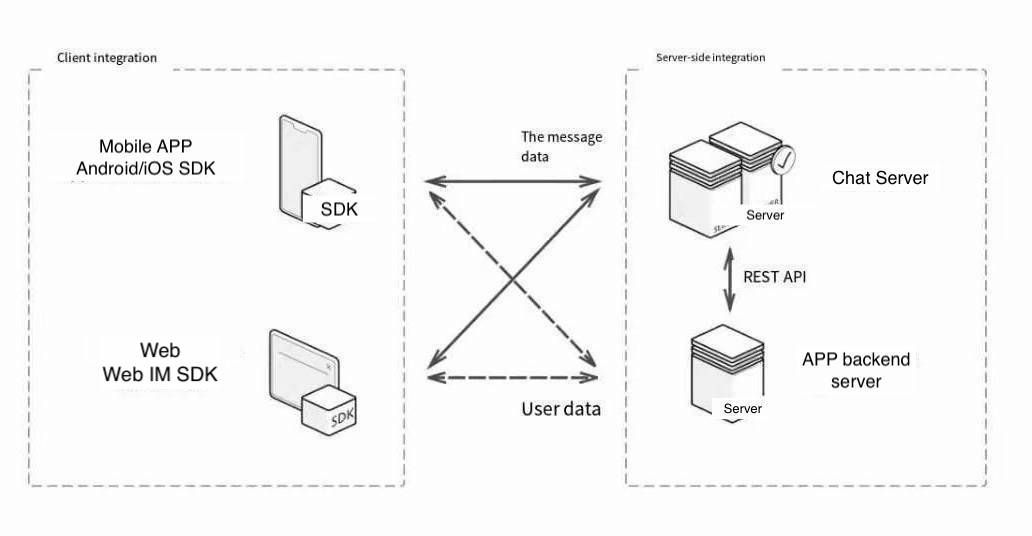 Client integration
Server-side integration
Mobile APP
Android/iOS SDK
SDK
The message
data
Server
Chat Server
REST API
Web
Web IM SDK
SDK
User data
Server
APP backend
server